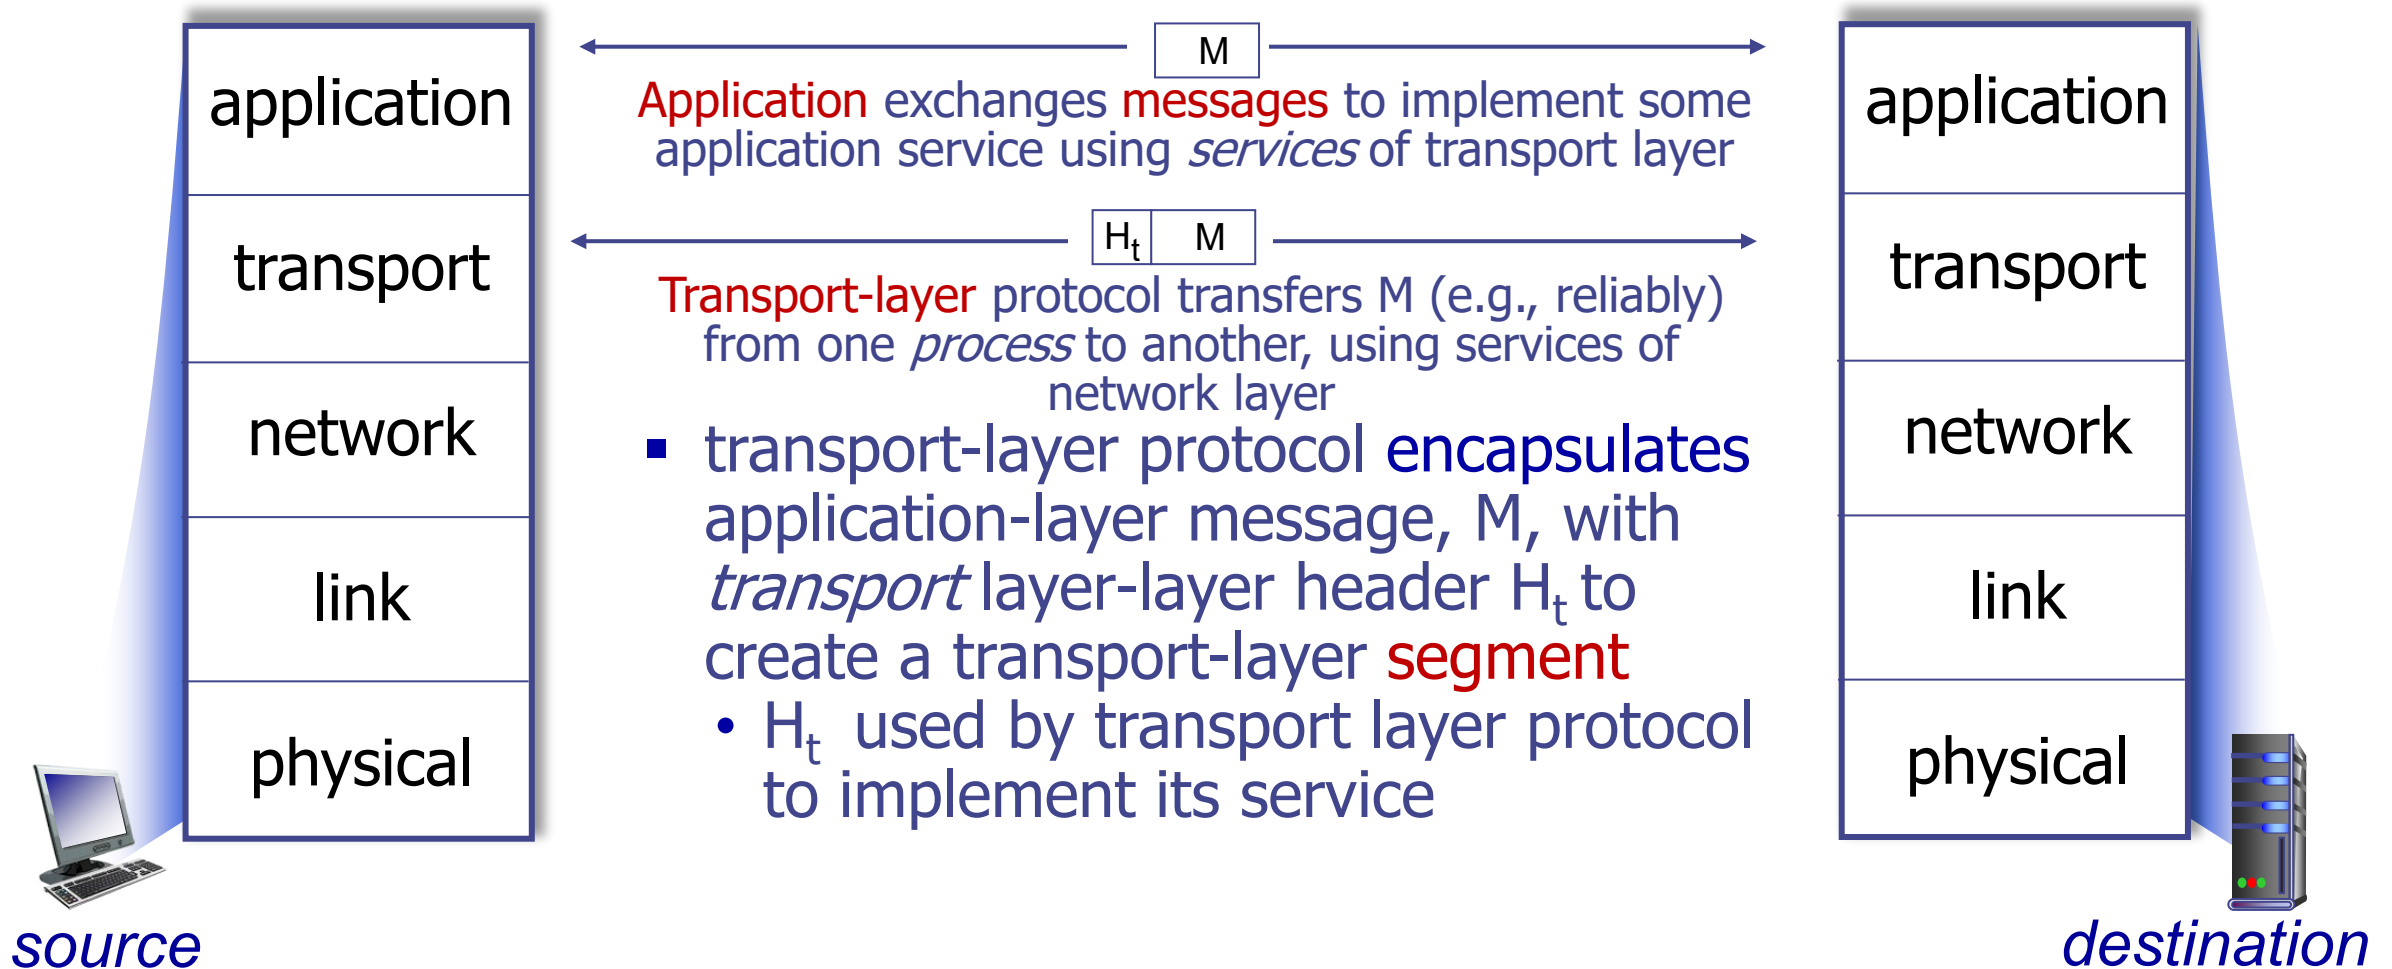 application
transport
network
link
physical
source
M
Application exchanges messages to implement some
application service using services of transport layer
Ht M
Transport-layer protocol transfers M (e.g., reliably)
from one process to another, using services of
network layer
▪ transport-layer protocol encapsulates
application-layer message, M, with
transport layer-layer header Ht to
create a transport-layer segment
• Ht used by transport layer protocol
to implement its service
application
transport
network
link
physical
destination